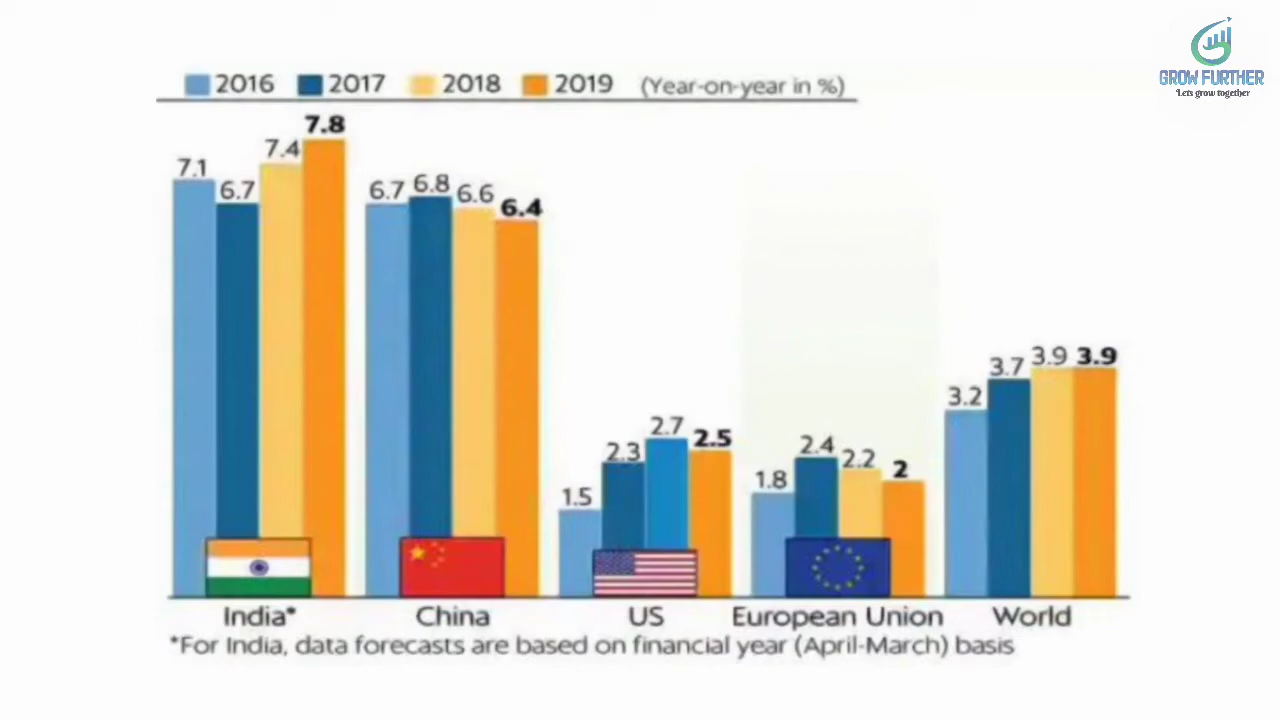 GROW FURTHER
Lets grow together
2016 2017 2018 2019 (Year-on-year in %)
7.1 6.7 7.4 7.8
6.7 6.8 6.6 6.4
1.5 2.3 2.7 2.5
1.8 2.4 2.2 2
3.2 3.7 3.9 3.9
India* China US European Union World
*For India, data forecasts are based on financial year (April-March) basis